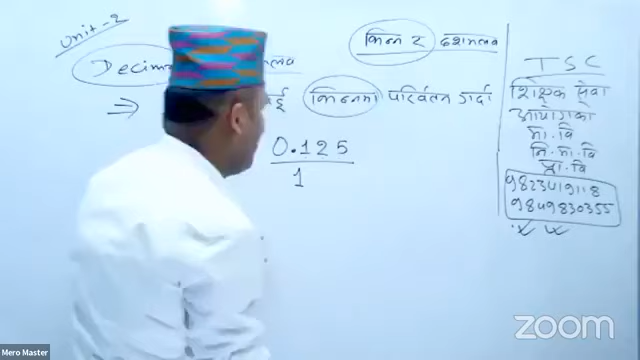 Unit-2
भिन्न र दशमलव
Decim
⇒ भिन्नमा परिवर्तन गर्दा
0.125
1
TSC
शिक्षक सेवा
आयोगका
मा. वि
नि. मा. वि
प्रा. वि
9823419118
9849830355
Mero Master
zoom